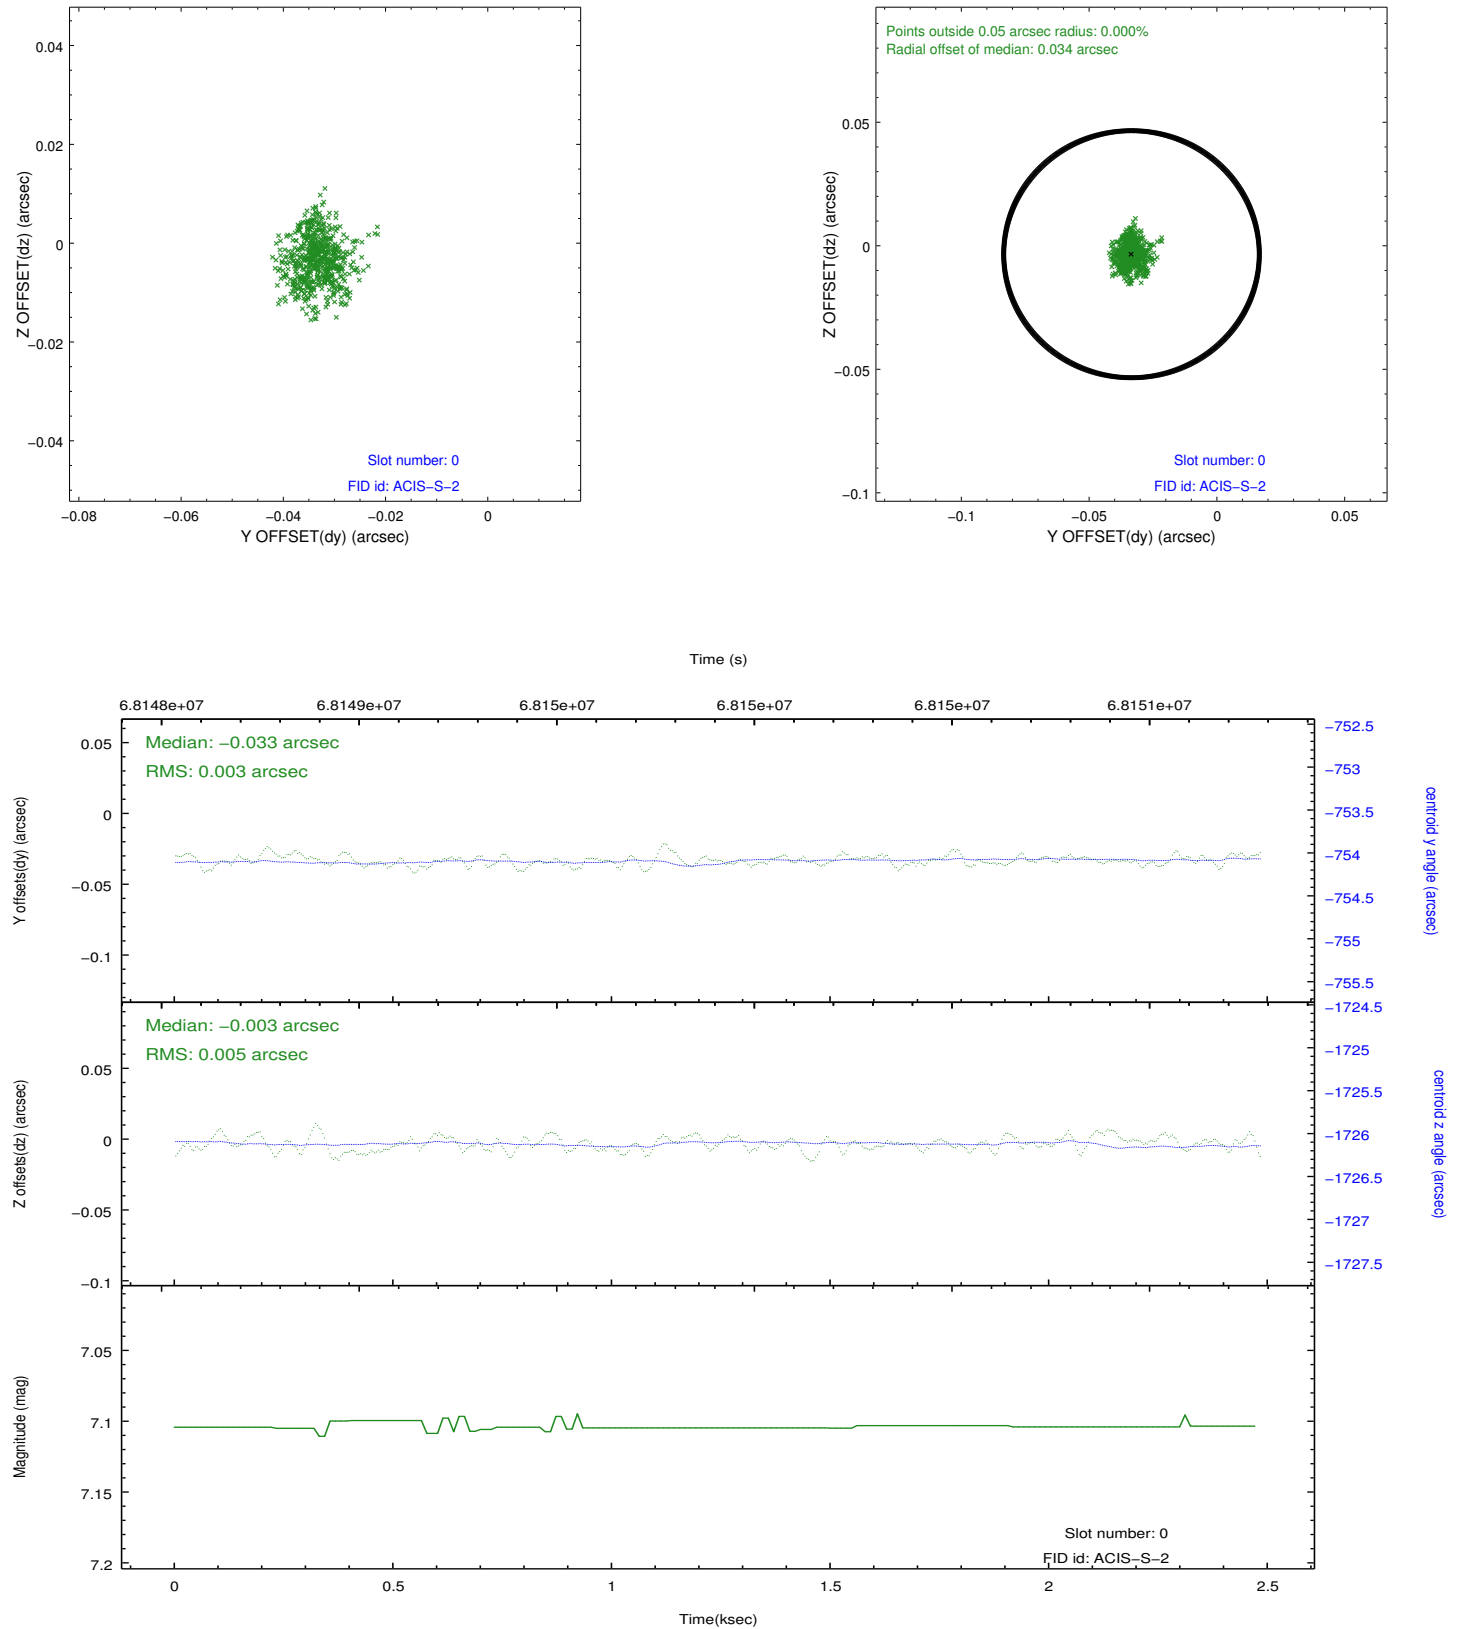 0.04
0.02
0
−0.02
−0.04
Z OFFSET(dz) (arcsec)
Slot number: 0
FID id: ACIS−S−2
−0.08
−0.06
−0.04
−0.02
0
Y OFFSET(dy) (arcsec)
Points outside 0.05 arcsec radius: 0.000%
Radial offset of median: 0.034 arcsec
0.05
0
−0.05
−0.1
Z OFFSET(dz) (arcsec)
Slot number: 0
FID id: ACIS−S−2
−0.1
−0.05
0
0.05
Y OFFSET(dy) (arcsec)
Time (s)
6.8148e+07
6.8149e+07
6.815e+07
6.815e+07
6.815e+07
6.8151e+07
Median: −0.033 arcsec
RMS: 0.003 arcsec
0.05
0
−0.05
−0.1
Y offsets(dy) (arcsec)
−752.5
−753
−753.5
−754
−754.5
−755
−755.5
centroid y angle (arcsec)
Median: −0.003 arcsec
RMS: 0.005 arcsec
0.05
0
−0.05
−0.1
Z offsets(dz) (arcsec)
−1724.5
−1725
−1725.5
−1726
−1726.5
−1727
−1727.5
centroid z angle (arcsec)
7.05
7.1
7.15
7.2
Magnitude (mag)
Slot number: 0
FID id: ACIS−S−2
0
0.5
1
1.5
2
2.5
Time(ksec)